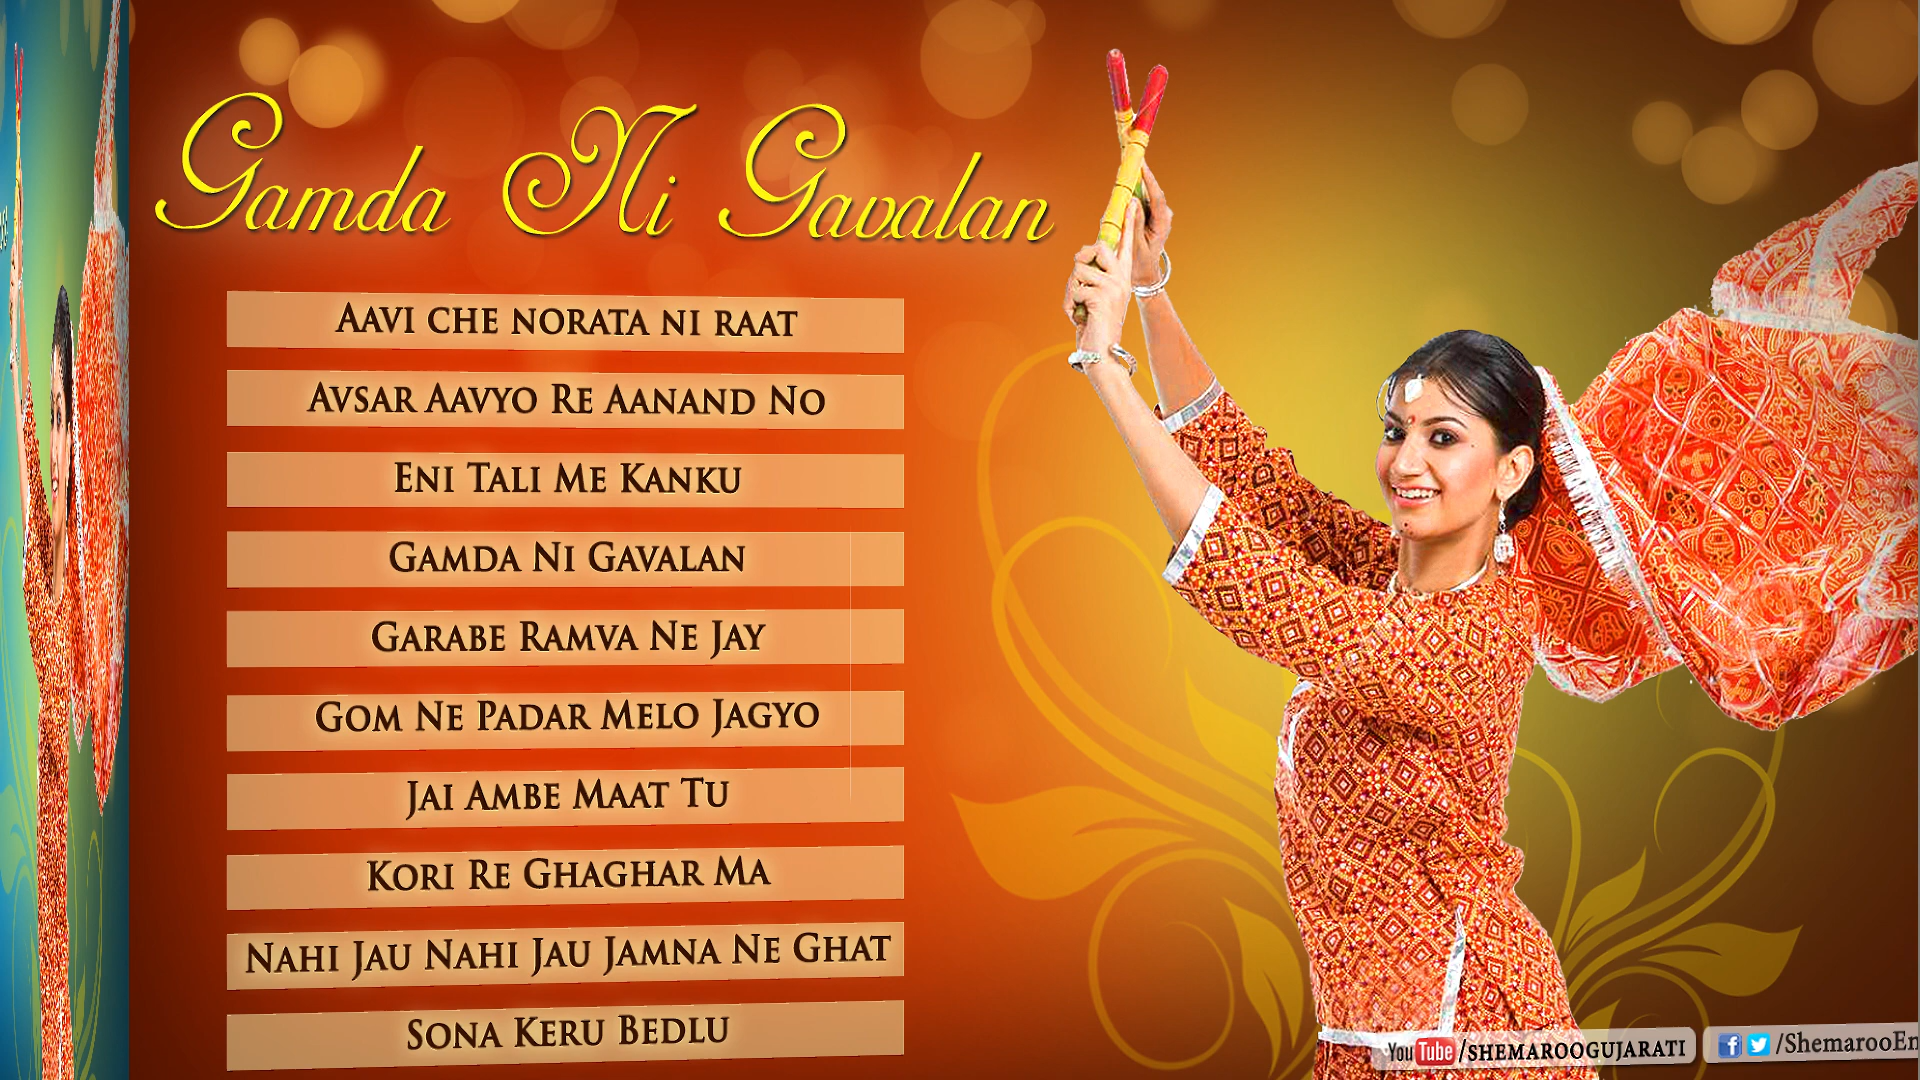 Gamda Ni Gavalan
Aavi che norata ni raat
Avsar Aavyo Re Aanand No
Eni Tali Me Kanku
Gamda Ni Gavalan
Garabe Ramva Ne Jay
Gom Ne Padar Melo Jagyo
Jai Ambe Maat Tu
Kori Re Ghaghar Ma
Nahi Jau Nahi Jau Jamna Ne Ghat
Sona Keru Bedlu
YouTube /SHEMAROOGUJARATI
/ShemarooEn